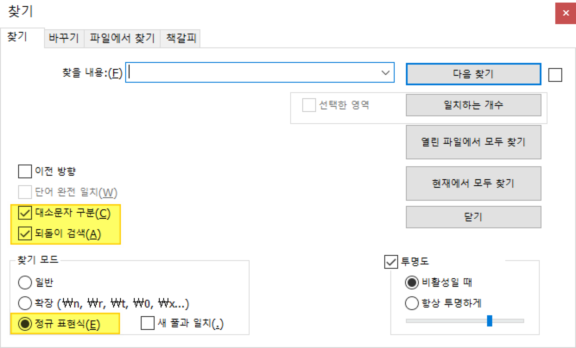 찾기
찾기 바꾸기 파일에서 찾기 책갈피
찾을 내용:(F) 다음 찾기
선택한 영역 일치하는 개수
열린 파일에서 모두 찾기
이전 방향
현재에서 모두 찾기
단어 완전 일치(W)
대소문자 구분(C) 닫기
되돌이 검색(A)
찾기 모드 투명도
일반 비활성일 때
확장 (₩n, ₩r, ₩t, ₩0, ₩x...) 항상 투명하게
정규 표현식(E) 새 풀과 일치(.)